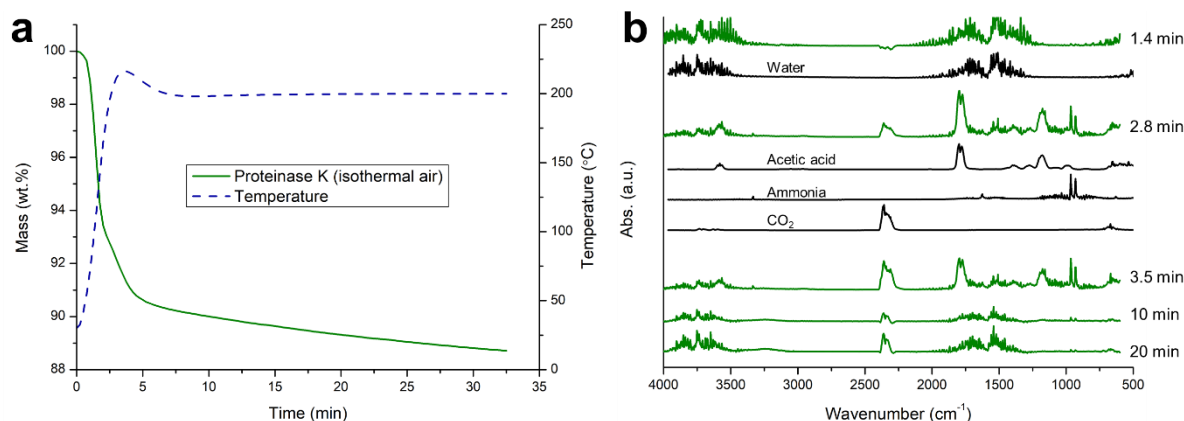 a
250
100
200
98
96
150
Proteinase K (isothermal air)
Temperature
94
100
92
50
90
88
0
0 5 10 15 20 25 30 35
Mass (wt.%)
Temperature (°C)
Time (min)
b
1.4 min
Water
2.8 min
Acetic acid
Ammonia
CO2
3.5 min
10 min
20 min
4000 3500 2500 2000 1500 1000 500
Abs. (a.u.)
Wavenumber (cm-1)